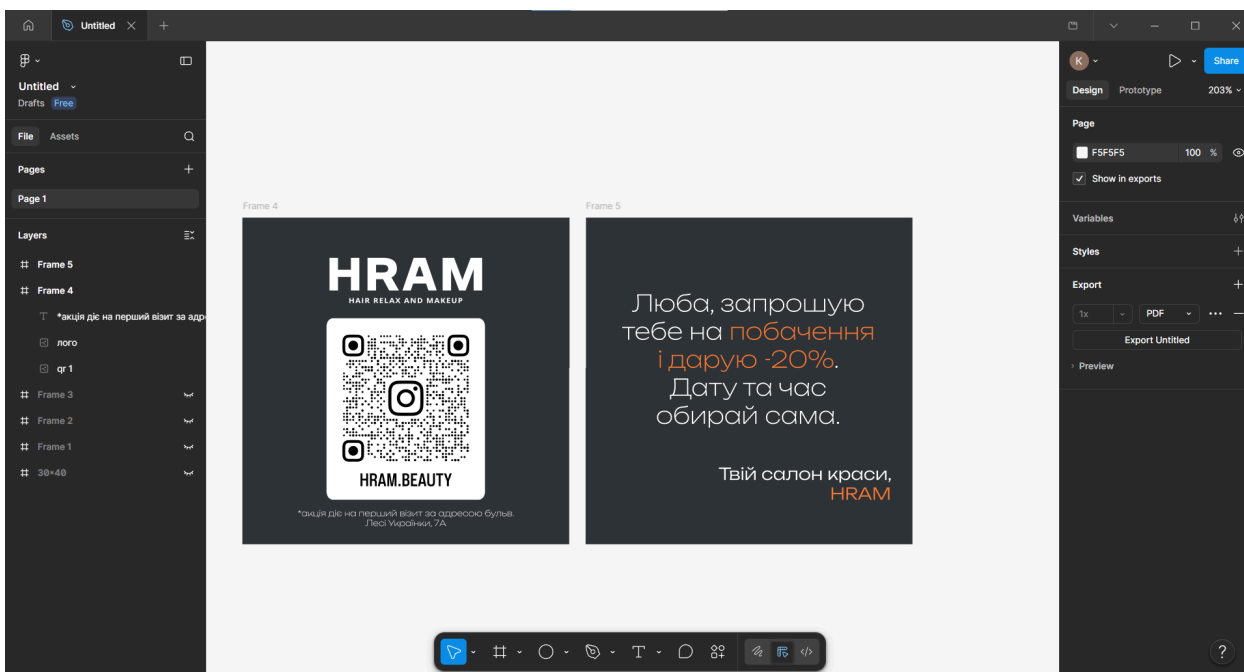 Untitled
Untitled
Drafts Free
File Assets
Pages
Page 1
Layers
Frame 5
Frame 4
*акція діє на перший візит за адре
лого
qr 1
Frame 3
Frame 2
Frame 1
30*40
Frame 4
HRAM
HAIR RELAX AND MAKEUP
HRAM.BEAUTY
*акція діє на перший візит за адресою бульв.
Лесі Українки, 7А
Frame 5
Люба, запрошую
тебе на побачення
і дарую -20%.
Дату та час
обирай сама.
Твій салон краси,
HRAM
K
Share
Design Prototype 203%
Page
F5F5F5 100 %
Show in exports
Variables
Styles
Export
1x PDF
Export Untitled
Preview
?